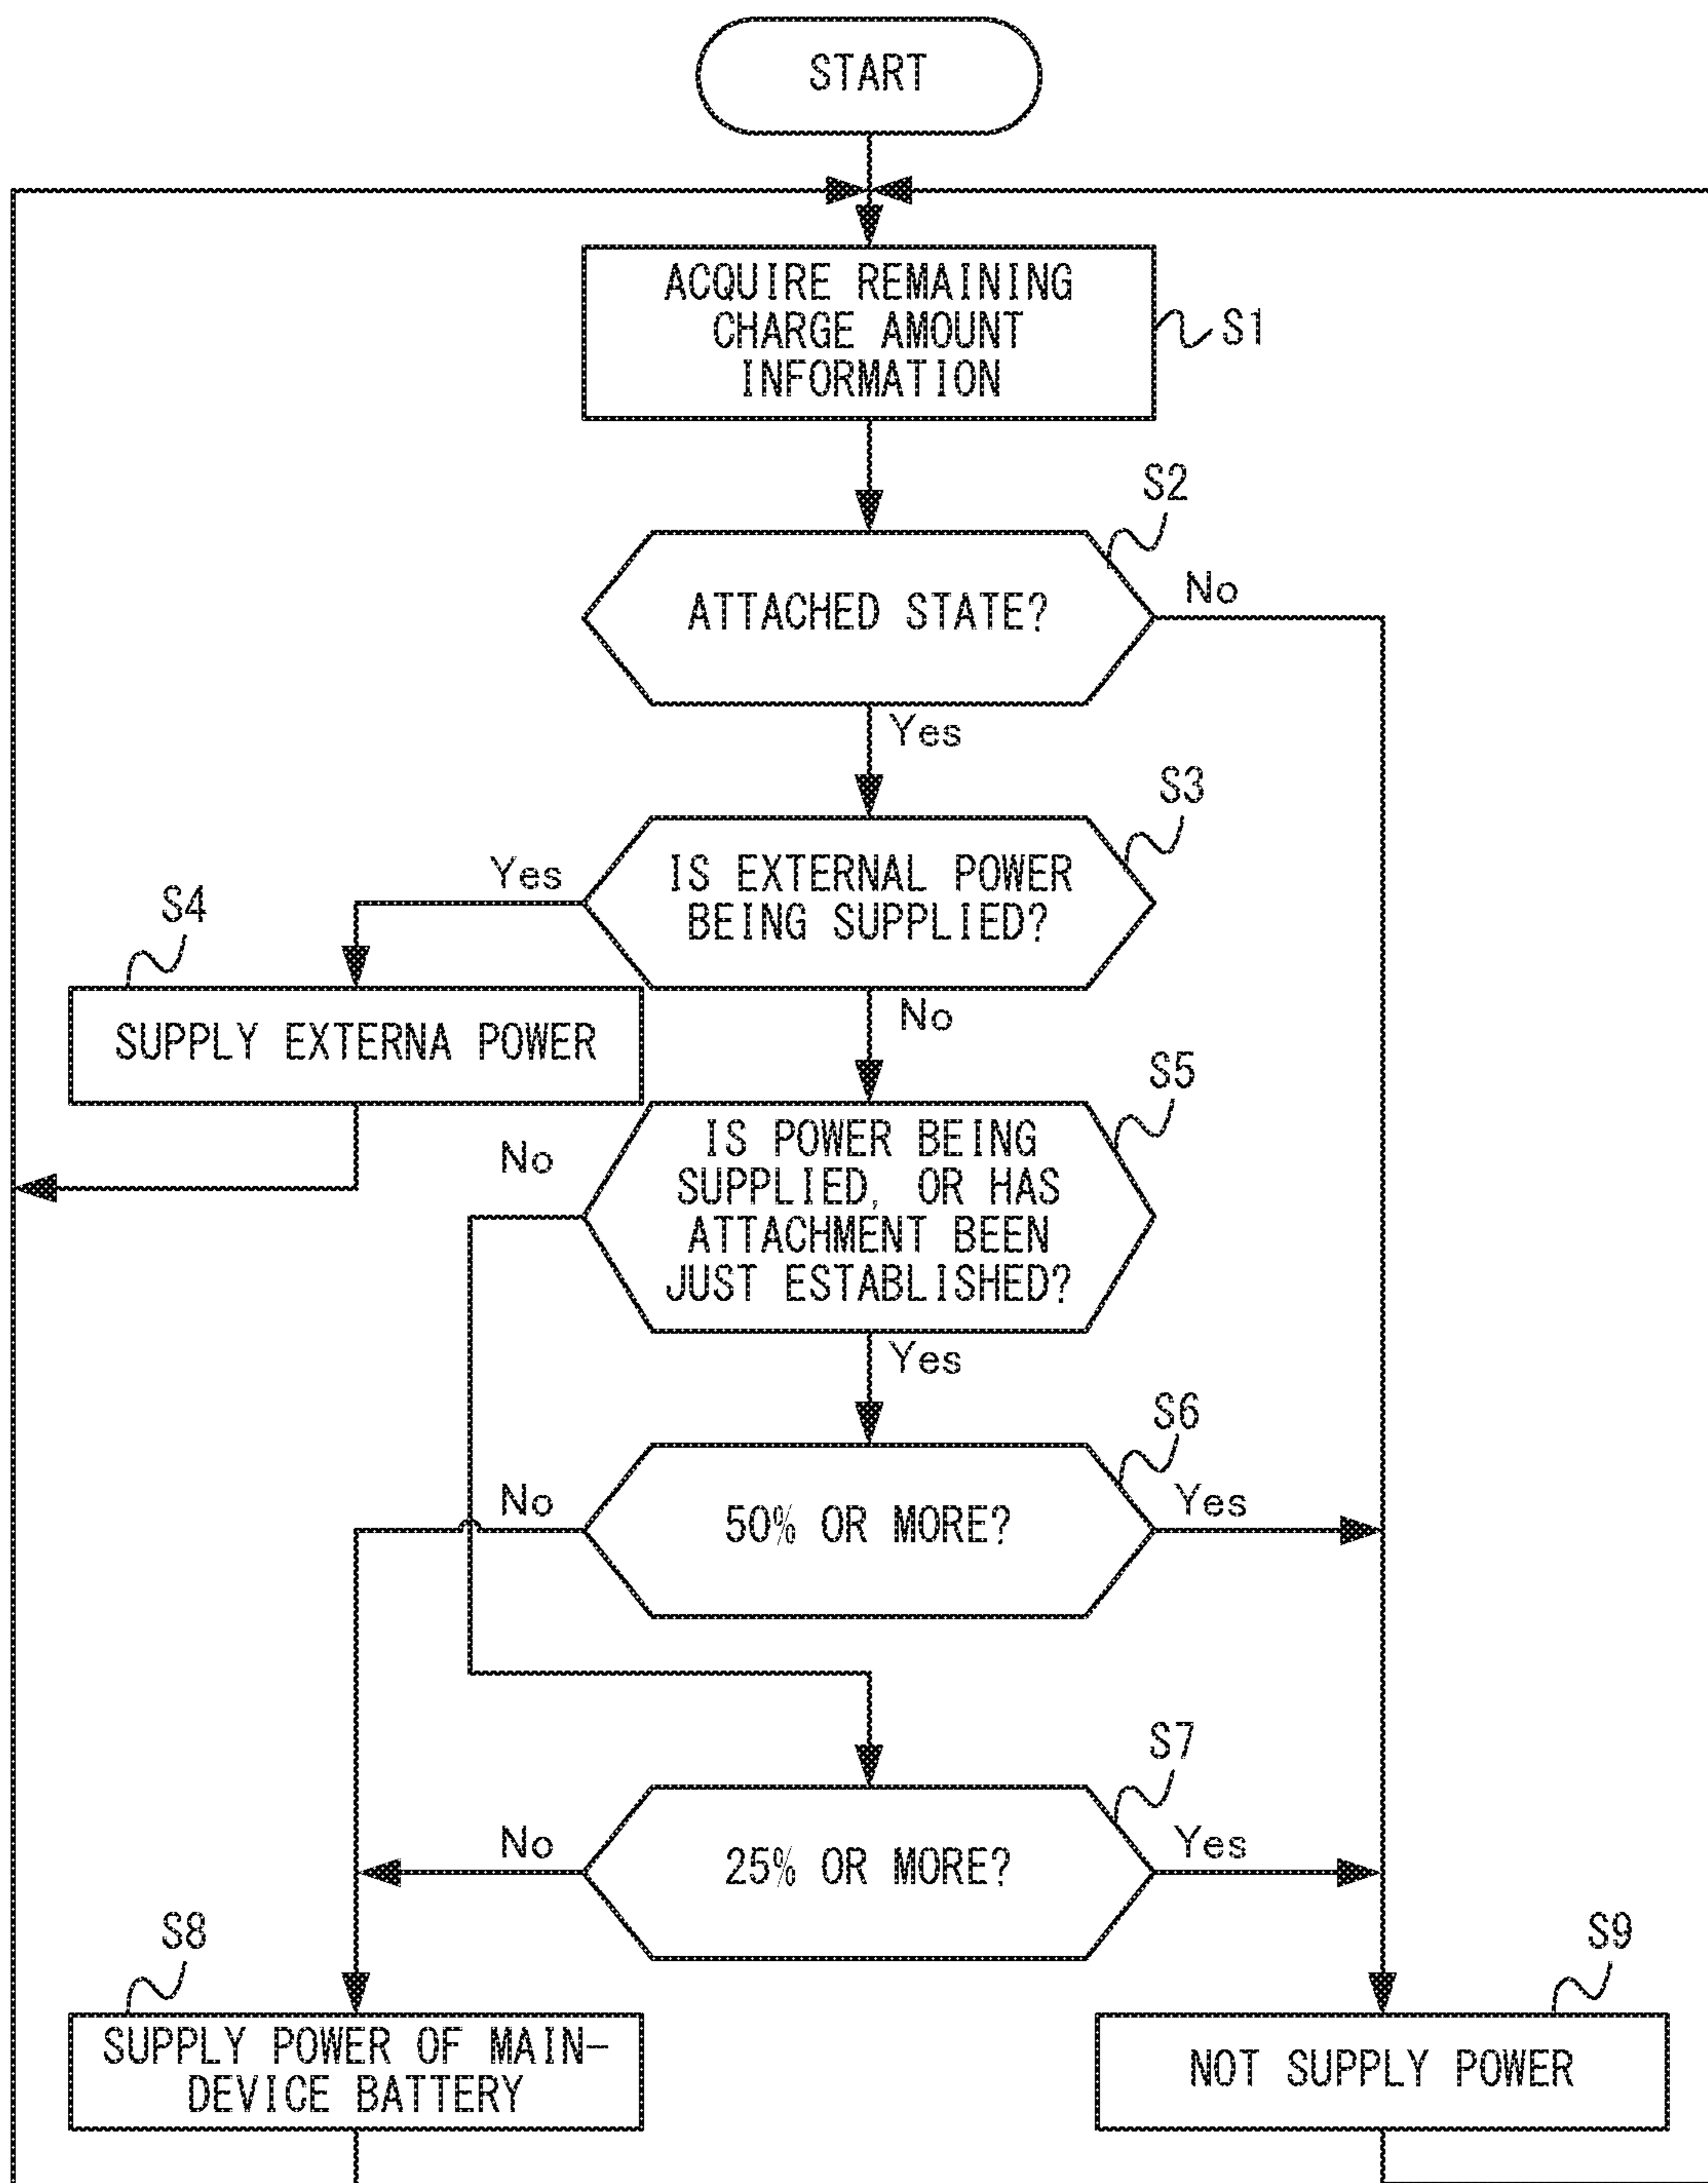 START
ACQUIRE REMAINING
CHARGE AMOUNT
INFORMATION
S1
S2
ATTACHED STATE?
No
Yes
S3
IS EXTERNAL POWER
BEING SUPPLIED?
Yes
S4
No
SUPPLY EXTERNA POWER
S5
IS POWER BEING
SUPPLIED, OR HAS
ATTACHMENT BEEN
JUST ESTABLISHED?
No
Yes
S6
50% OR MORE?
No
Yes
S7
25% OR MORE?
No
Yes
S8
SUPPLY POWER OF MAIN-
DEVICE BATTERY
S9
NOT SUPPLY POWER